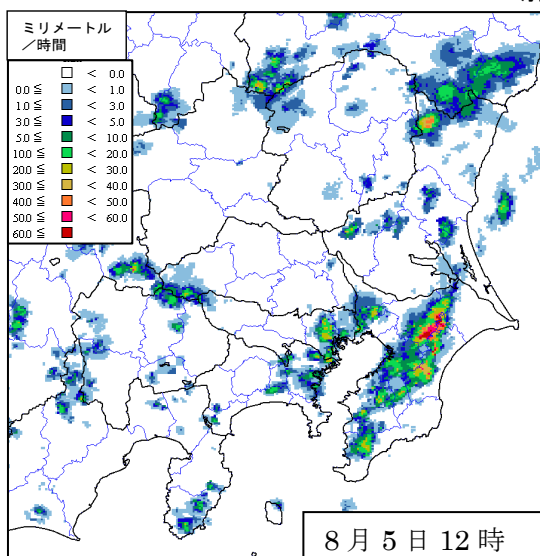 ミリメートル
／時間
< 0.0
0.0 ≦ < 1.0
1.0 ≦ < 3.0
3.0 ≦ < 5.0
5.0 ≦ < 10.0
10.0 ≦ < 20.0
20.0 ≦ < 30.0
30.0 ≦ < 40.0
40.0 ≦ < 50.0
50.0 ≦ < 60.0
60.0 ≦
8月5日12時